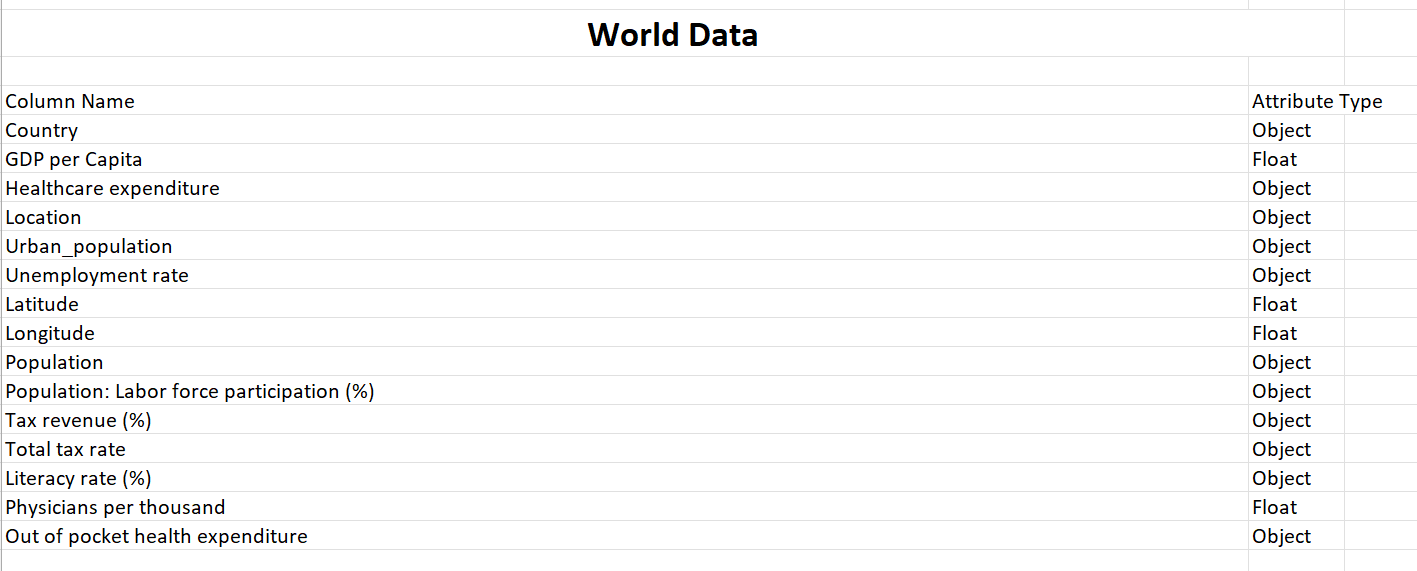 World Data
Column Name Attribute Type
Country Object
GDP per Capita Float
Healthcare expenditure Object
Location Object
Urban_population Object
Unemployment rate Object
Latitude Float
Longitude Float
Population Object
Population: Labor force participation (%) Object
Tax revenue (%) Object
Total tax rate Object
Literacy rate (%) Object
Physicians per thousand Float
Out of pocket health expenditure Object